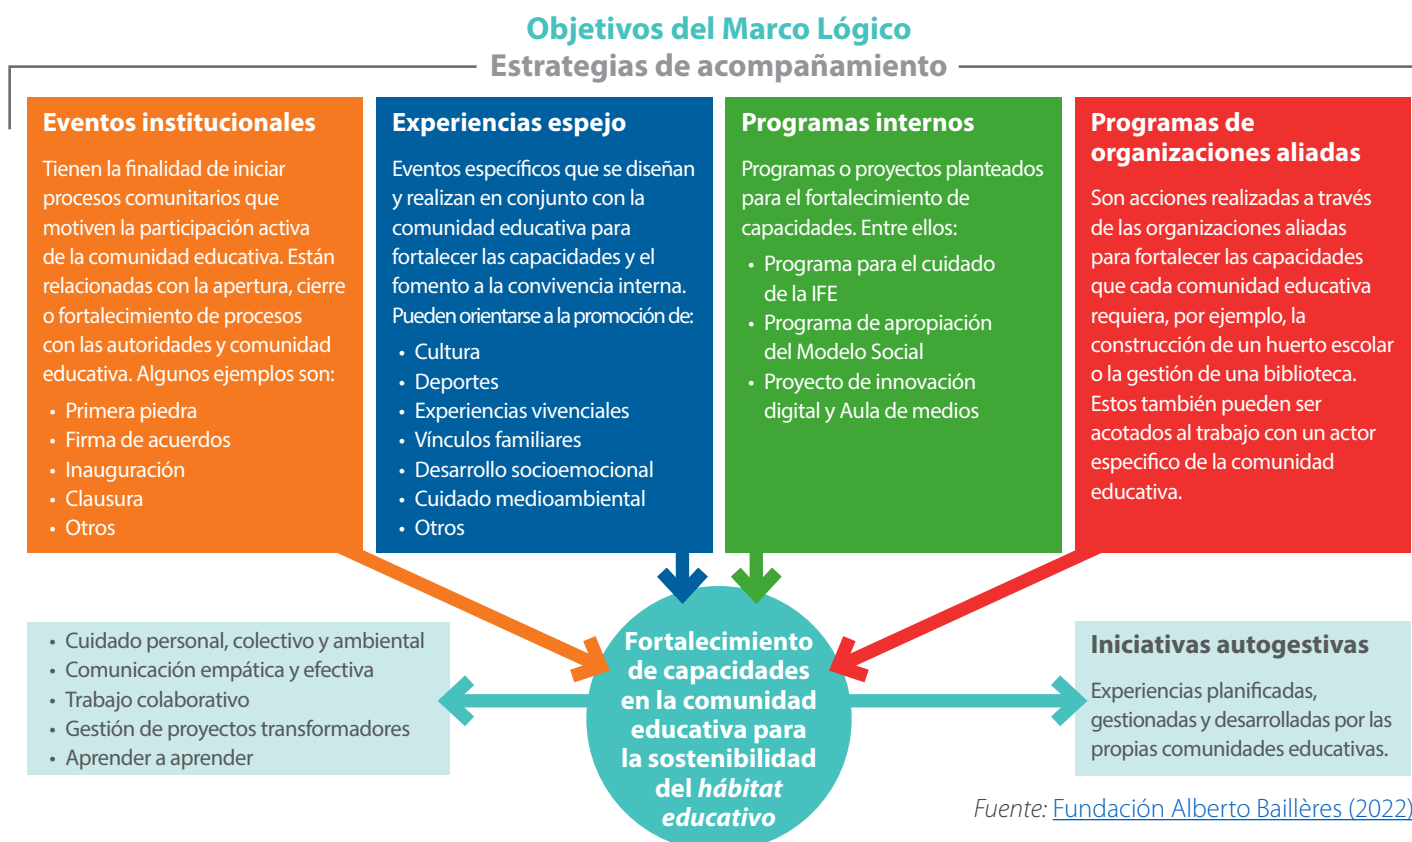 Objetivos del Marco Lógico
Estrategias de acompañamiento
Eventos institucionales
Tienen la finalidad de iniciar
procesos comunitarios que
motiven la participación activa
de la comunidad educativa. Están
relacionadas con la apertura, cierre
o fortalecimiento de procesos
con las autoridades y comunidad
educativa. Algunos ejemplos son:
• Primera piedra
• Firma de acuerdos
• Inauguración
• Clausura
• Otros
Experiencias espejo
Eventos específicos que se diseñan
y realizan en conjunto con la
comunidad educativa para
fortalecer las capacidades y el
fomento a la convivencia interna.
Pueden orientarse a la promoción de:
• Cultura
• Deportes
• Experiencias vivenciales
• Vínculos familiares
• Desarrollo socioemocional
• Cuidado medioambiental
• Otros
Programas internos
Programas o proyectos planteados
para el fortalecimiento de
capacidades. Entre ellos:
• Programa para el cuidado
de la IFE
• Programa de apropiación
del Modelo Social
• Proyecto de innovación
digital y Aula de medios
Programas de
organizaciones aliadas
Son acciones realizadas a través
de las organizaciones aliadas
para fortalecer las capacidades
que cada comunidad educativa
requiera, por ejemplo, la
construcción de un huerto escolar
o la gestión de una biblioteca.
Estos también pueden ser
acotados al trabajo con un actor
especifico de la comunidad
educativa.
• Cuidado personal, colectivo y ambiental
• Comunicación empática y efectiva
• Trabajo colaborativo
• Gestión de proyectos transformadores
• Aprender a aprender
Fortalecimiento
de capacidades
en la comunidad
educativa para
la sostenibilidad
del hábitat
educativo
Iniciativas autogestivas
Experiencias planificadas,
gestionadas y desarrolladas por las
propias comunidades educativas.
Fuente: Fundación Alberto Baillères (2022)